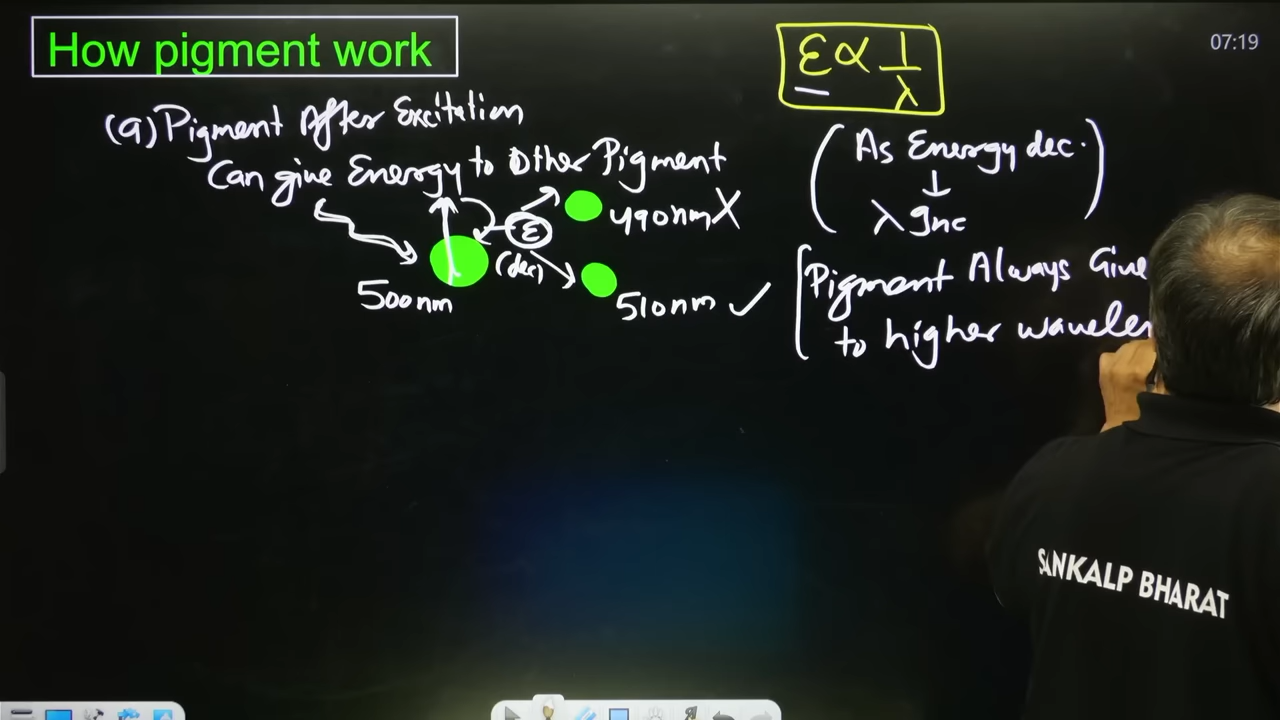 How pigment work
ε ∝ 1/λ
07:19
(a) Pigment After Excitation
Can give Energy to Other Pigment
490nm X
ε
(dec)
500nm
510nm ✓
(As Energy dec.)
↓
λ Inc
[Pigment Always Give
to higher wavele
SANKALP BHARAT